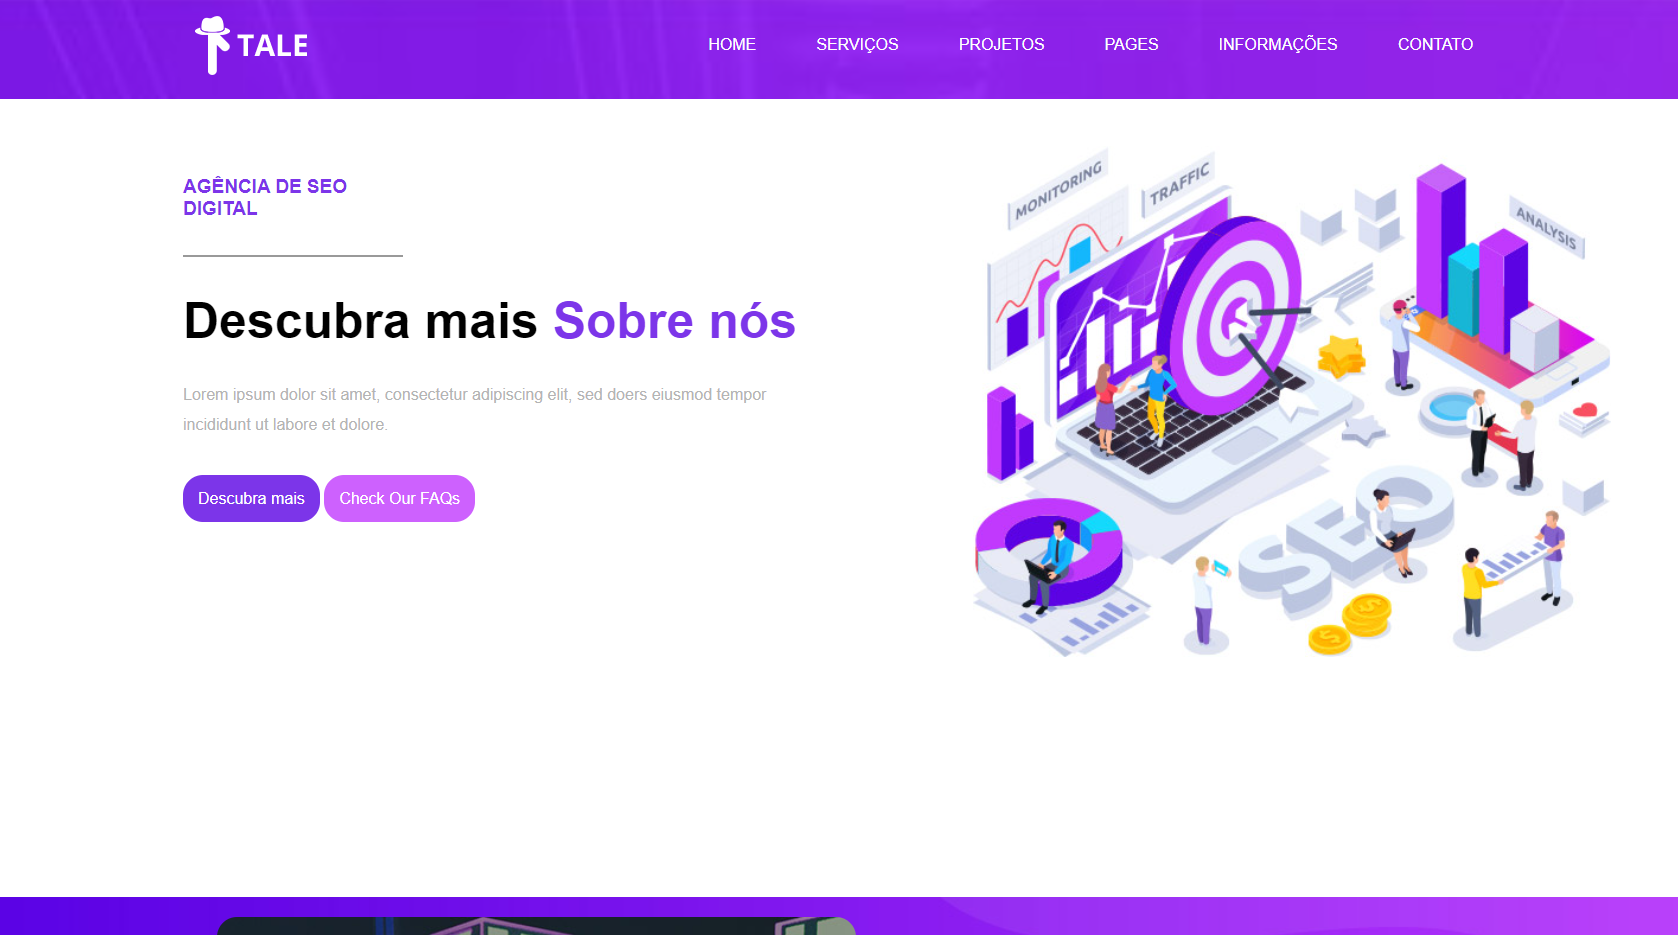 TALE
HOME
SERVIÇOS
PROJETOS
PAGES
INFORMAÇÕES
CONTATO
AGÊNCIA DE SEO
DIGITAL
Descubra mais Sobre nós
Lorem ipsum dolor sit amet, consectetur adipiscing elit, sed doers eiusmod tempor
incididunt ut labore et dolore.
Descubra mais
Check Our FAQs
MONITORING
TRAFFIC
ANALYSIS
SEO